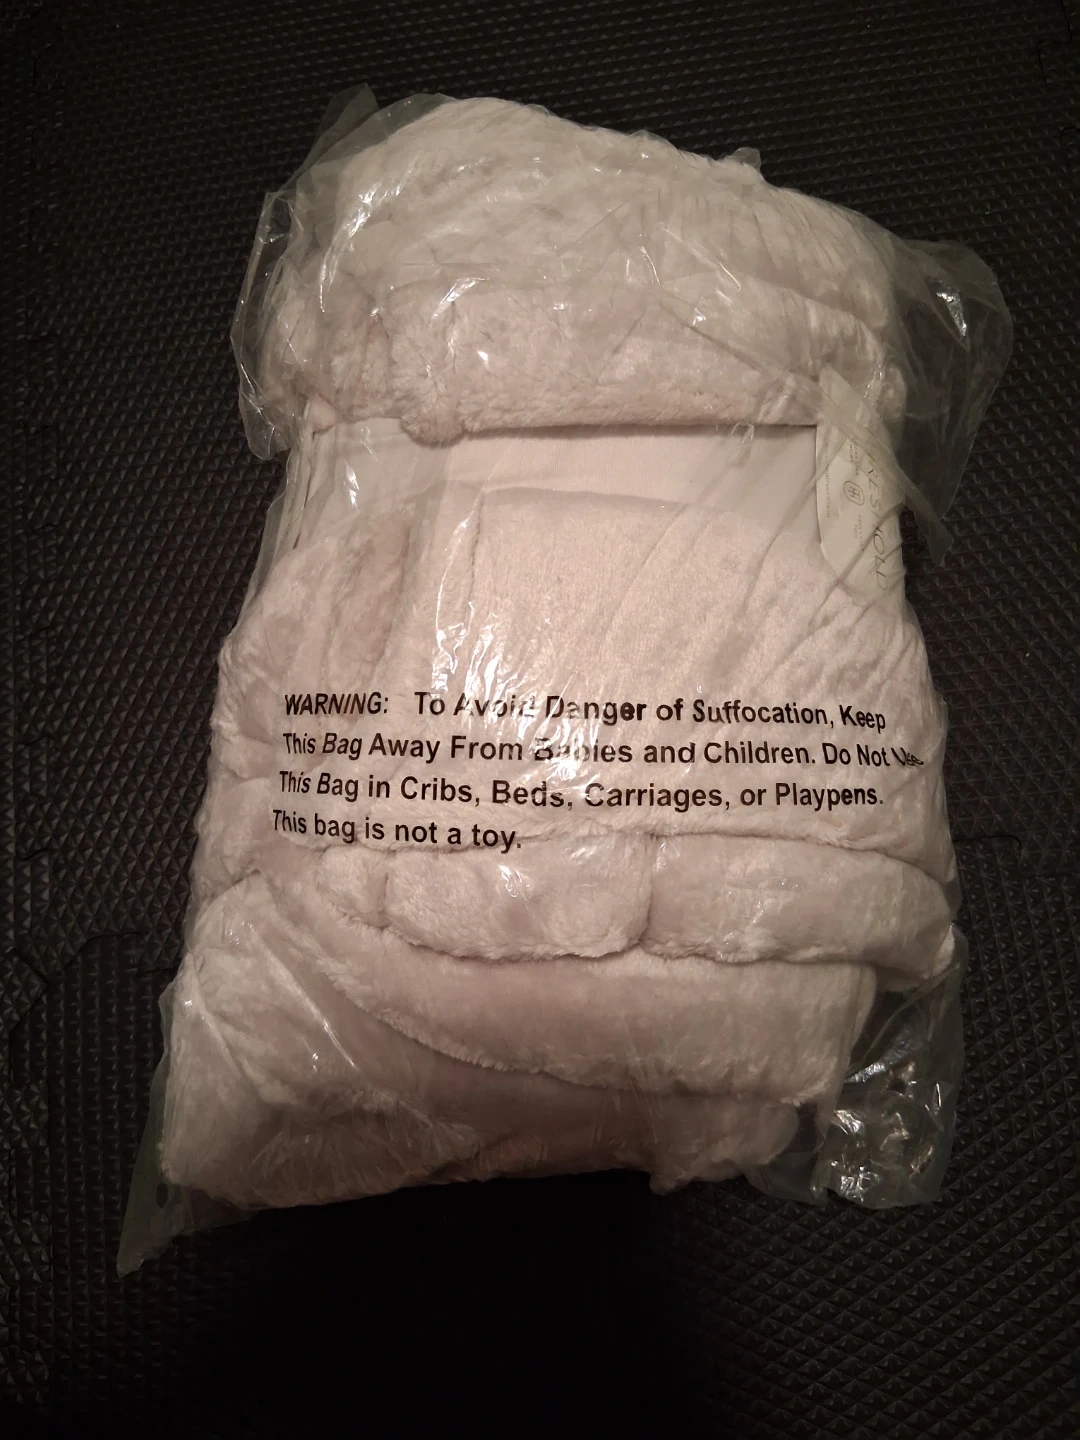 WARNING: To Avoid Danger of Suffocation, Keep
This Bag Away From Babies and Children. Do Not Use
This Bag in Cribs, Beds, Carriages, or Playpens.
This bag is not a toy.